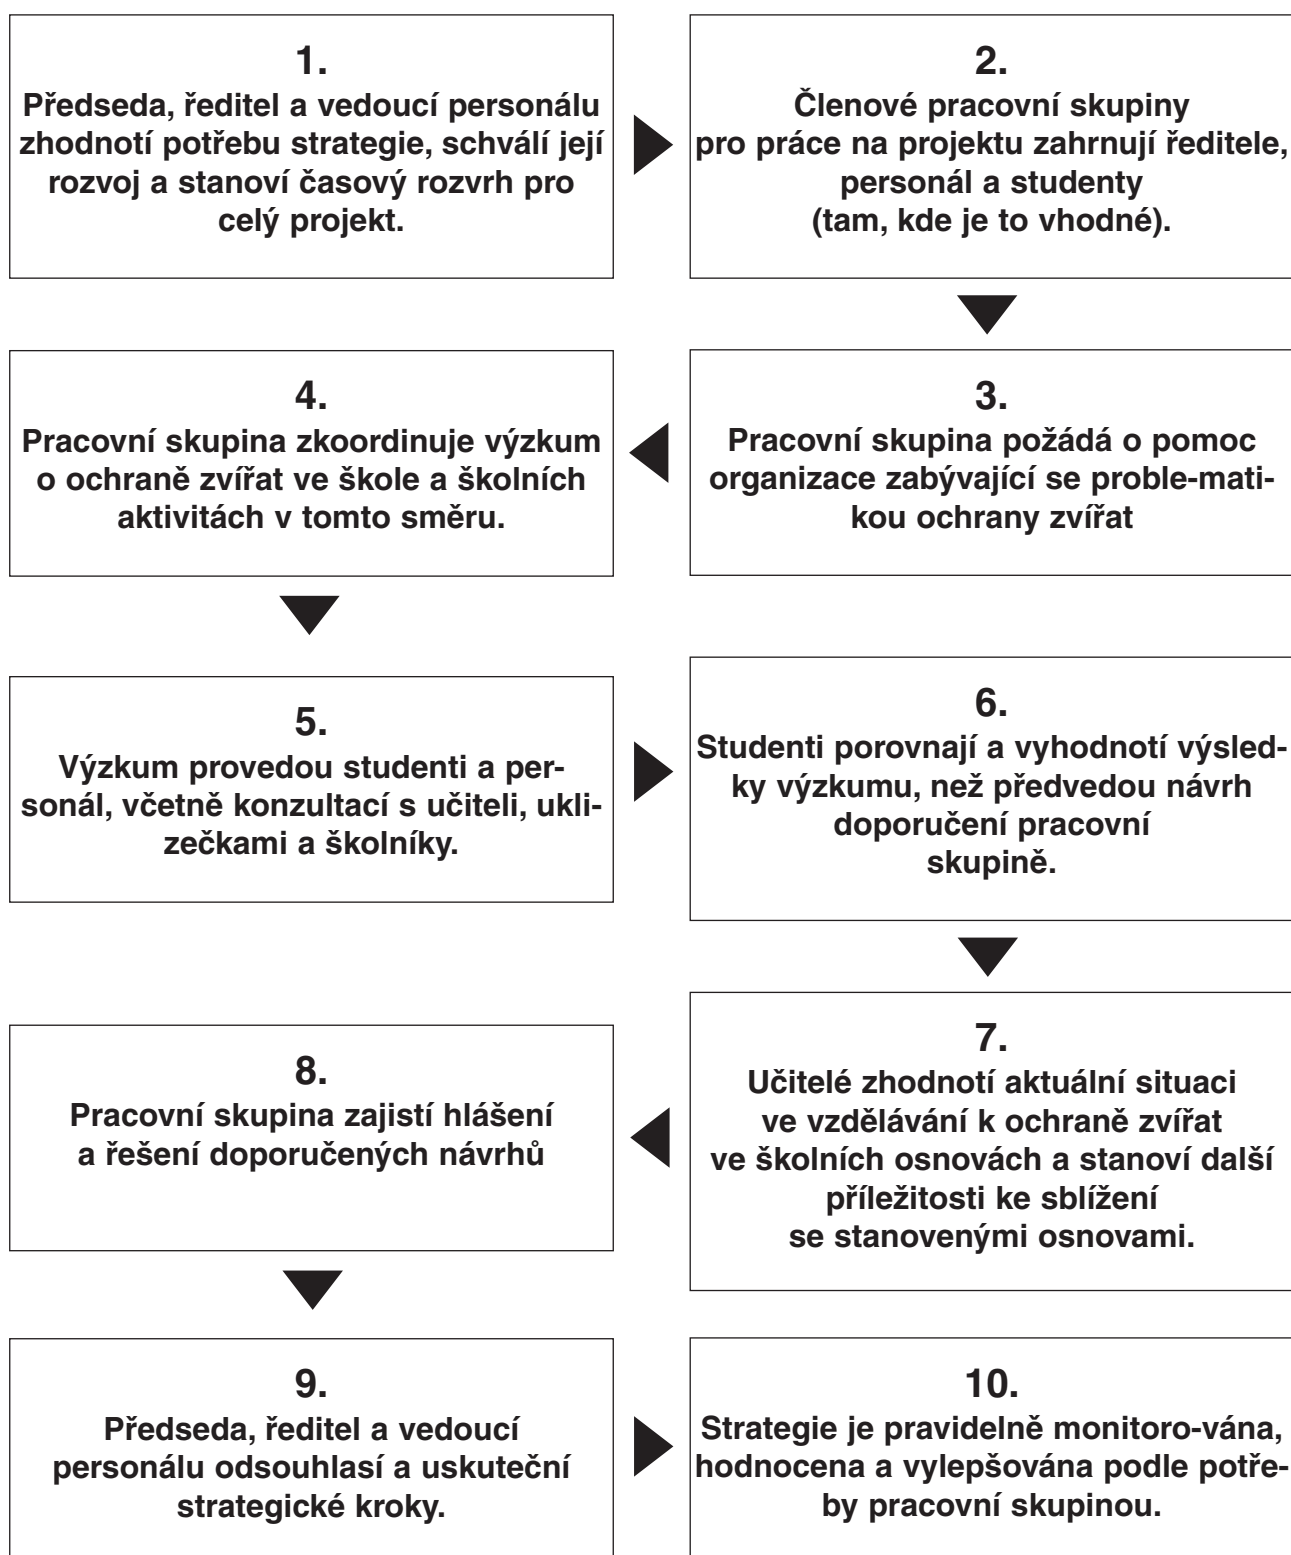 1.
Předseda, ředitel a vedoucí personálu
zhodnotí potřebu strategie, schválí její
rozvoj a stanoví časový rozvrh pro
celý projekt.
2.
Členové pracovní skupiny
pro práce na projektu zahrnují ředitele,
personál a studenty
(tam, kde je to vhodné).
3.
Pracovní skupina požádá o pomoc
organizace zabývající se proble-mati-
kou ochrany zvířat
4.
Pracovní skupina zkoordinuje výzkum
o ochraně zvířat ve škole a školních
aktivitách v tomto směru.
5.
Výzkum provedou studenti a per-
sonál, včetně konzultací s učiteli, ukli-
zečkami a školníky.
6.
Studenti porovnají a vyhodnotí výsled-
ky výzkumu, než předvedou návrh
doporučení pracovní
skupině.
7.
Učitelé zhodnotí aktuální situaci
ve vzdělávání k ochraně zvířat
ve školních osnovách a stanoví další
příležitosti ke sblížení
se stanovenými osnovami.
8.
Pracovní skupina zajistí hlášení
a řešení doporučených návrhů
9.
Předseda, ředitel a vedoucí
personálu odsouhlasí a uskuteční
strategické kroky.
10.
Strategie je pravidelně monitoro-vána,
hodnocena a vylepšována podle potře-
by pracovní skupinou.